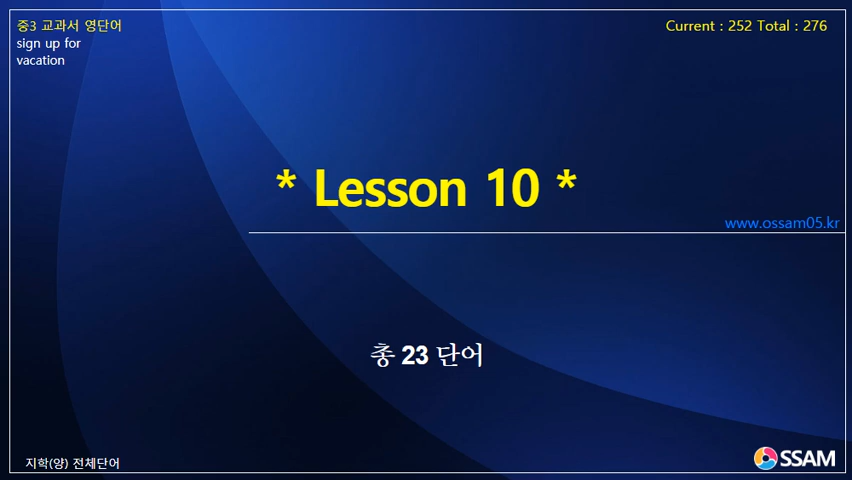 중3 교과서 영단어
sign up for
vacation
Current : 252 Total : 276
* Lesson 10 *
www.ossam05.kr
총 23 단어
지학(양) 전체단어
OSSAM